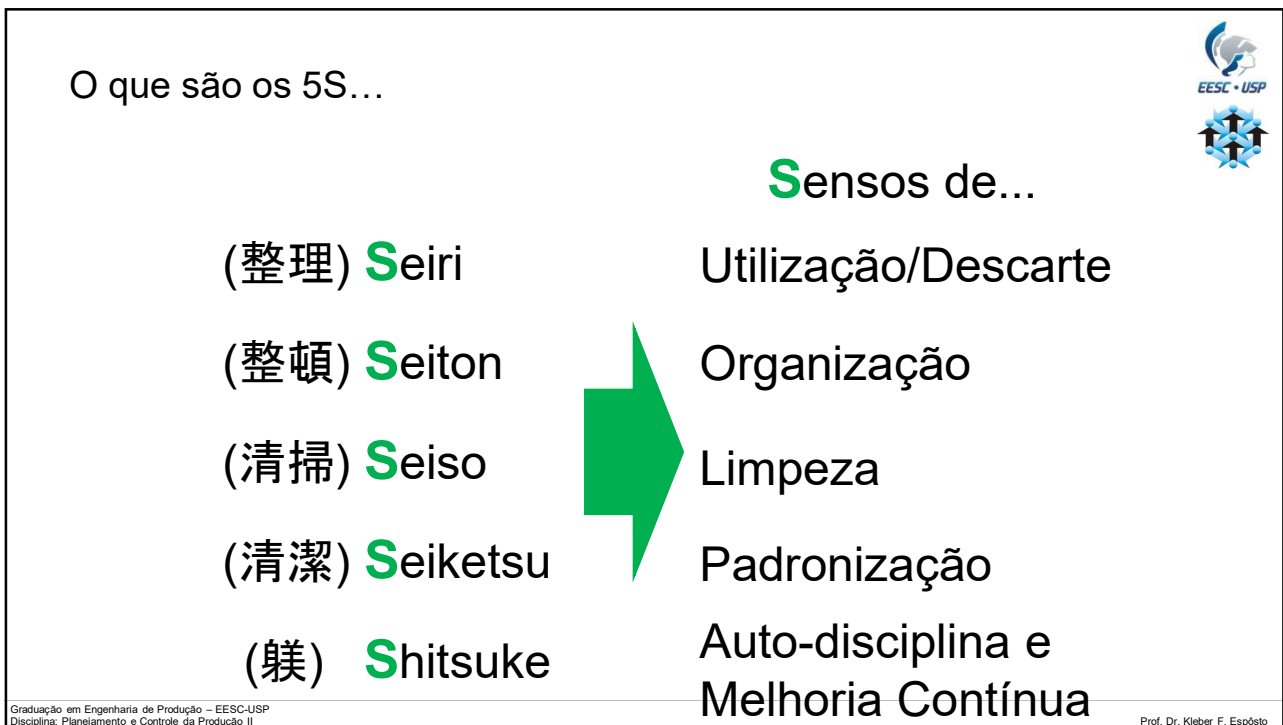 O que são os 5S…
EESC • USP
Sensos de...
(整理) Seiri
Utilização/Descarte
(整頓) Seiton
Organização
(清掃) Seiso
Limpeza
(清潔) Seiketsu
Padronização
(躾) Shitsuke
Auto-disciplina e
Melhoria Contínua
Graduação em Engenharia de Produção – EESC-USP
Disciplina: Planejamento e Controle da Produção II
Prof. Dr. Kleber F. Espôsto